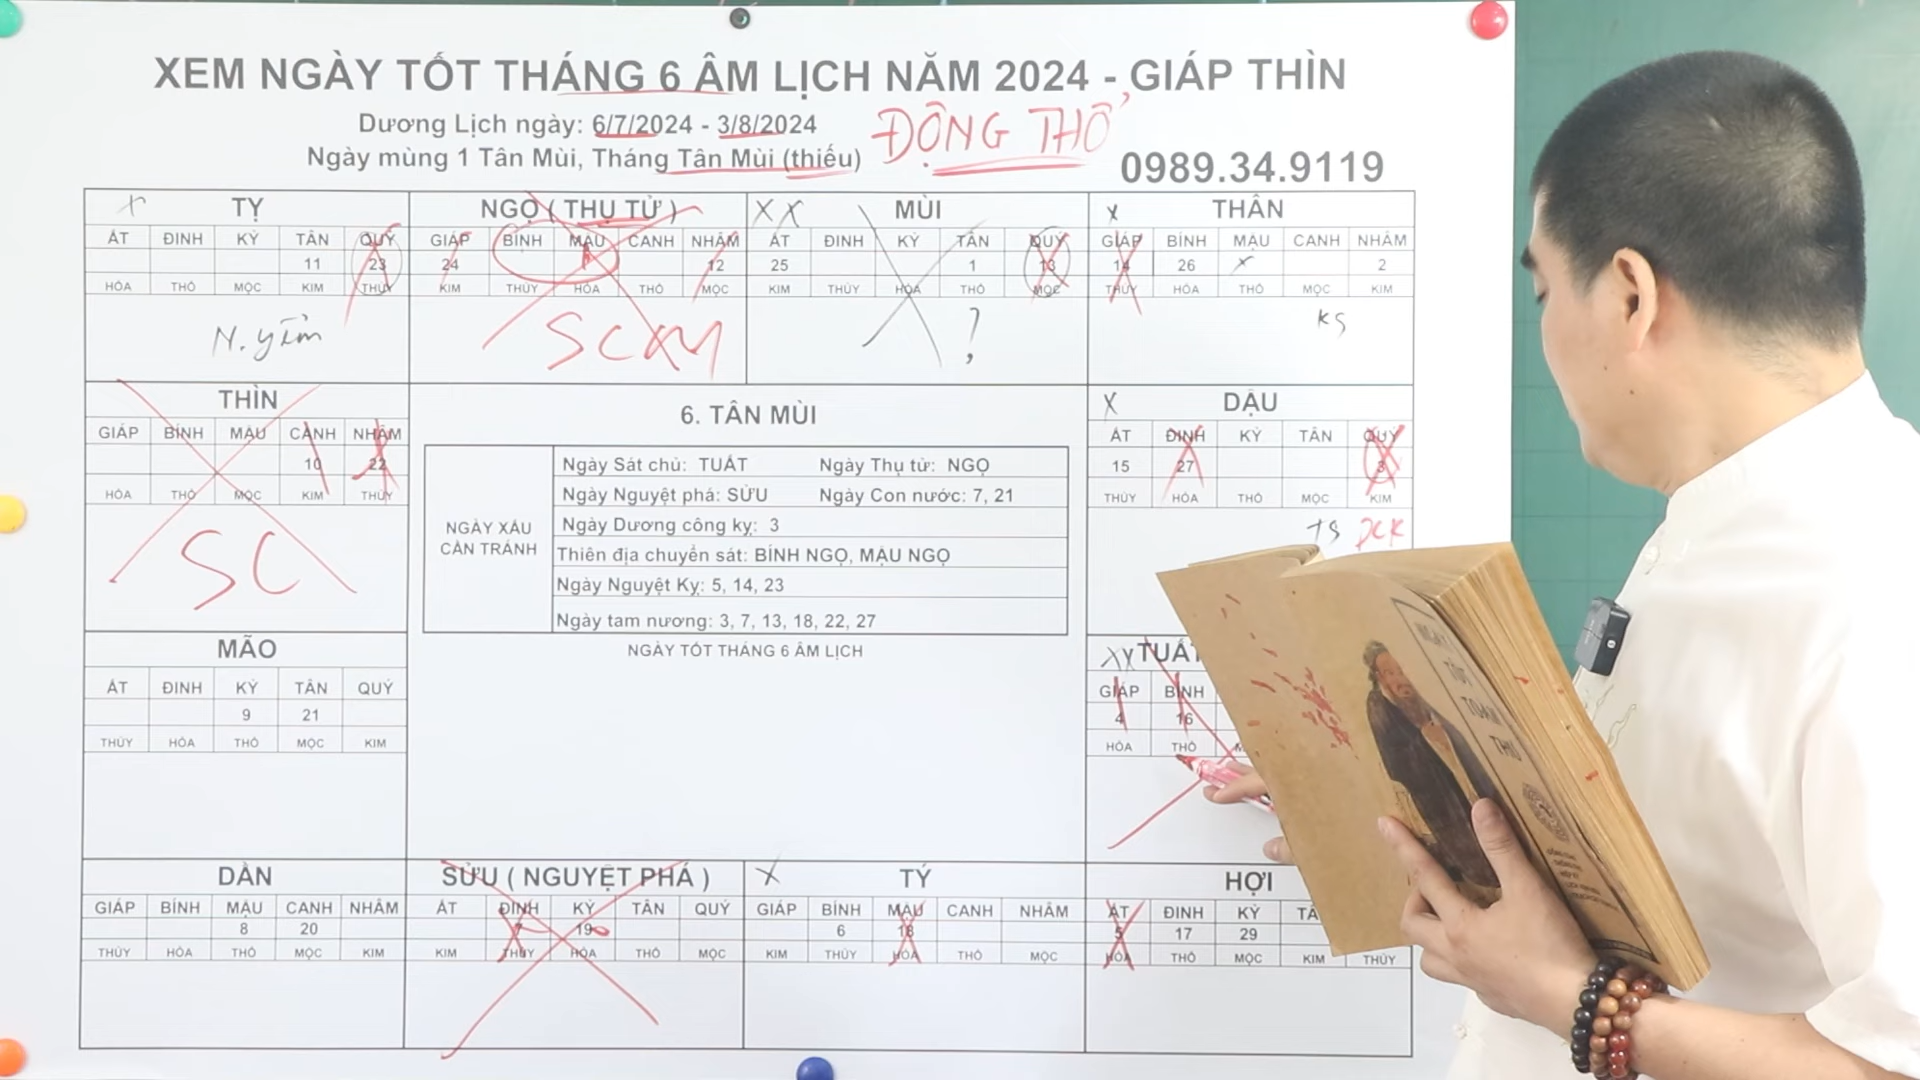 XEM NGÀY TỐT THÁNG 6 ÂM LỊCH NĂM 2024 - GIÁP THÌN
Dương Lịch ngày: 6/7/2024 - 3/8/2024
ĐỘNG THỔ
Ngày mùng 1 Tân Mùi, Tháng Tân Mùi (thiếu)
0989.34.9119
X TỴ
ẤT ĐINH KỶ TÂN QUÝ
11 23
HỎA THỔ MỘC KIM THỦY
N. yểm
NGỌ ( THỤ TỬ )
GIÁP BÍNH MẬU CANH NHÂM
24 12
KIM THỦY HỎA THỔ MỘC
SCKM
XX MÙI
ẤT ĐINH KỶ TÂN QUÝ
25 1 13
KIM THỦY HỎA THỔ MỘC
?
X THÂN
GIÁP BÍNH MẬU CANH NHÂM
14 26 x 2
THỦY HỎA THỔ MỘC KIM
KS
THÌN
GIÁP BÍNH MẬU CANH NHÂM
10 22
HỎA THỔ MỘC KIM THỦY
SC
6. TÂN MÙI
NGÀY XẤU
CẦN TRÁNH
Ngày Sát chủ: TUẤT Ngày Thụ tử: NGỌ
Ngày Nguyệt phá: SỬU Ngày Con nước: 7, 21
Ngày Dương công kỵ: 3
Thiên địa chuyển sát: BÍNH NGỌ, MẬU NGỌ
Ngày Nguyệt Kỵ: 5, 14, 23
Ngày tam nương: 3, 7, 13, 18, 22, 27
NGÀY TỐT THÁNG 6 ÂM LỊCH
X DẬU
ẤT ĐINH KỶ TÂN QUÝ
15 27 3
THỦY HỎA THỔ MỘC KIM
TS DCK
MÃO
ẤT ĐINH KỶ TÂN QUÝ
9 21
THỦY HỎA THỔ MỘC KIM
XX TUẤT
GIÁP BÍNH
4 16
HỎA THỔ
DẦN
GIÁP BÍNH MẬU CANH NHÂM
8 20
THỦY HỎA THỔ MỘC KIM
SỬU ( NGUYỆT PHÁ )
ẤT ĐINH KỶ TÂN QUÝ
7 19
KIM THỦY HỎA THỔ MỘC
X TÝ
GIÁP BÍNH MẬU CANH NHÂM
6 18
KIM THỦY HỎA THỔ MỘC
HỢI
ẤT ĐINH KỶ
5 17 29
HỎA THỔ MỘC KIM THỦY
NGÀY
TỐT
TOÀN
THƯ